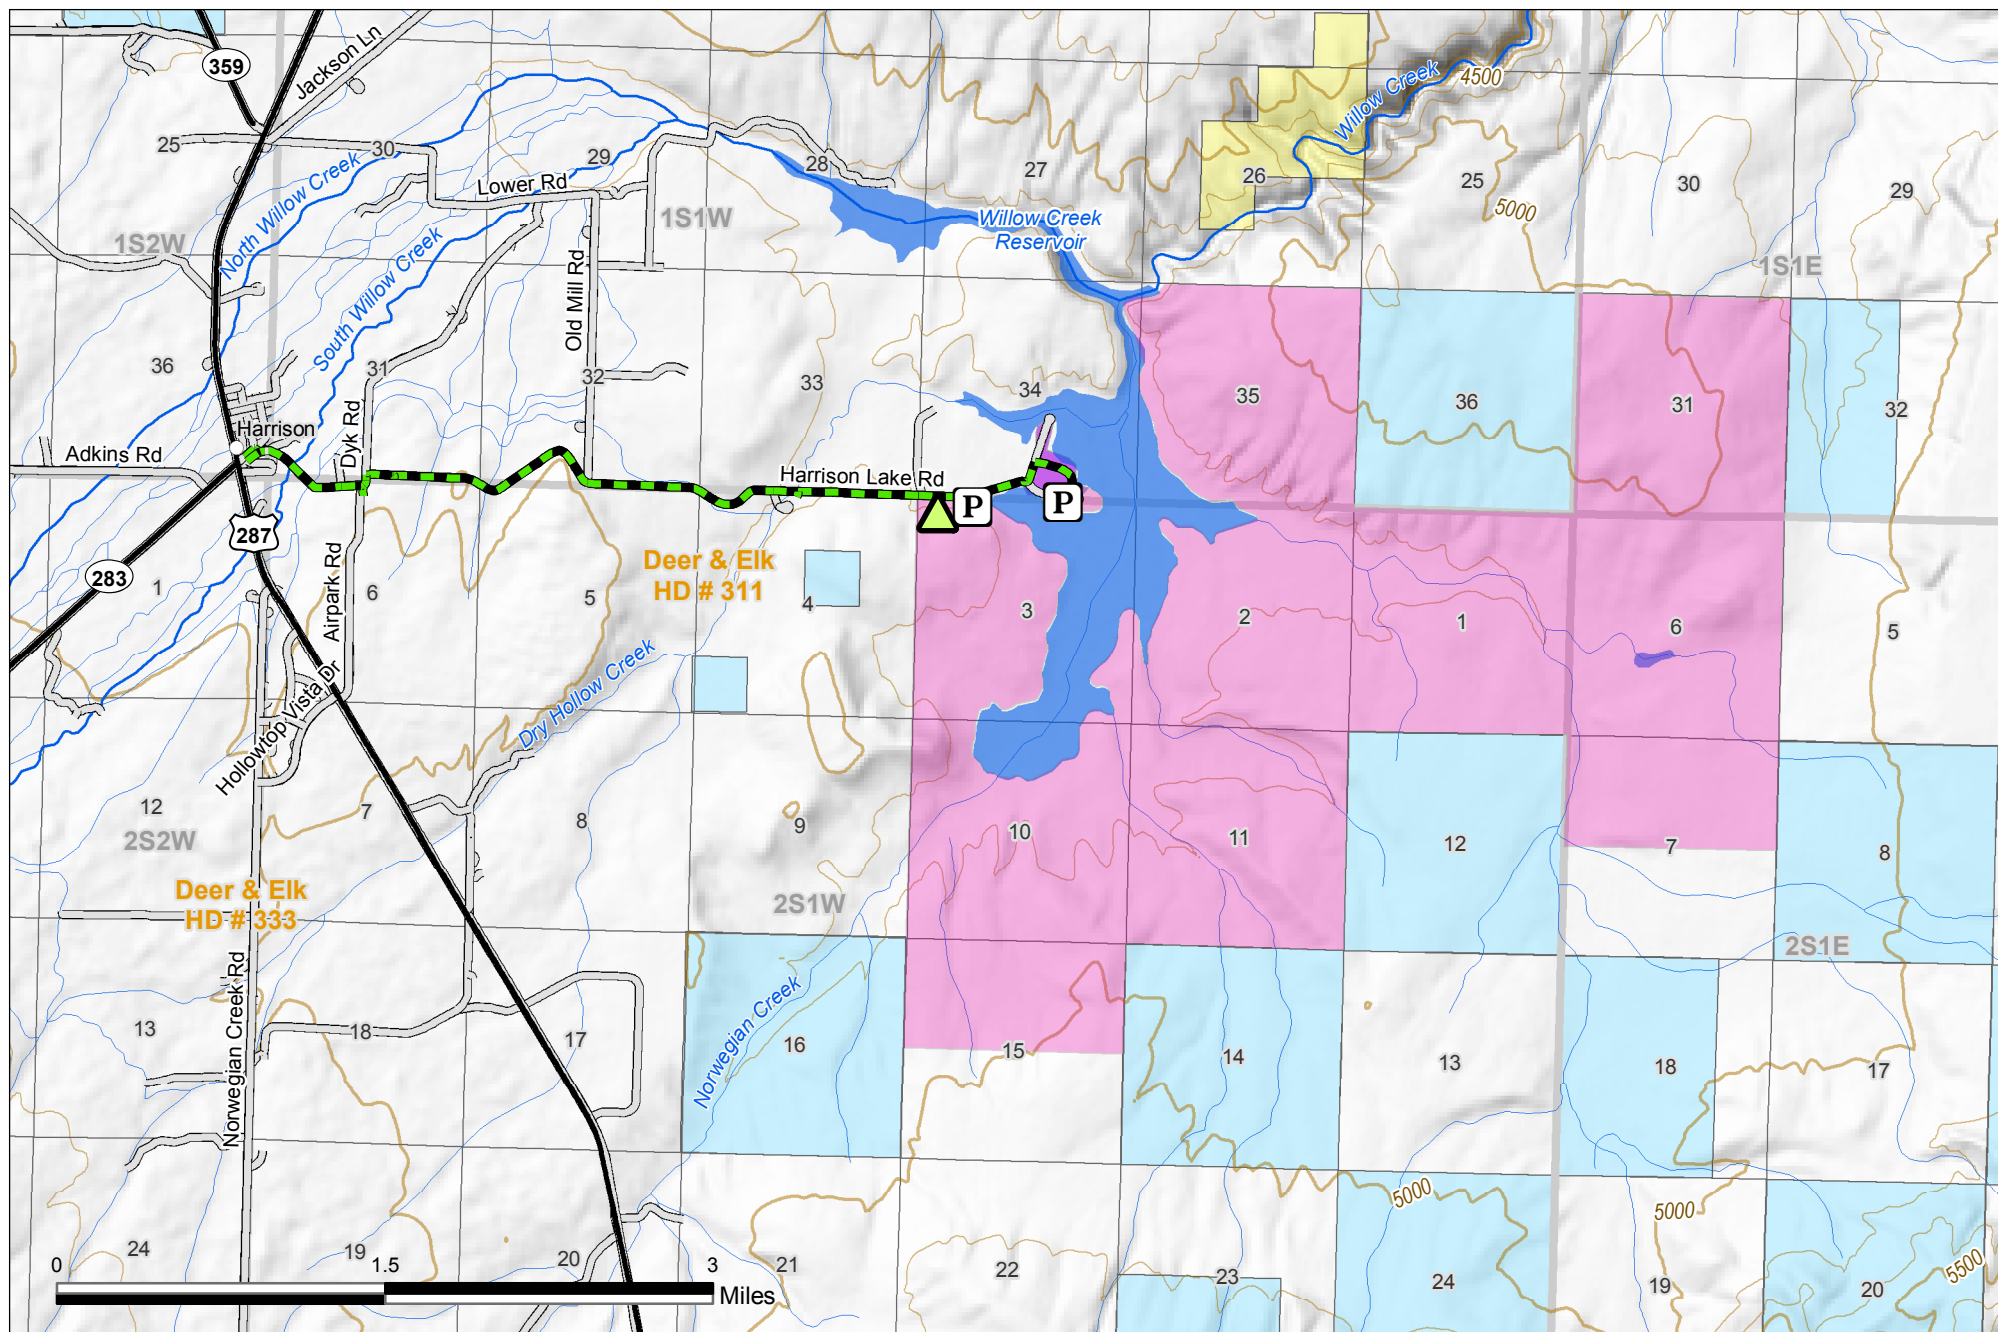 359
Jackson Ln
Willow Creek
4500
25
30
29
28
27
26
25
30
29
North Willow Creek
Lower Rd
1S1W
1S2W
South Willow Creek
Old Mill Rd
Willow Creek
Reservoir
5000
1S1E
36
31
32
33
34
35
36
31
32
Harrison
Adkins Rd
Dyk Rd
Harrison Lake Rd
P
P
287
283
1
Airpark Rd
6
5
Deer & Elk
HD # 311
4
3
2
1
6
5
Hollowtop Vista Dr
Dry Hollow Creek
12
7
8
9
10
11
12
7
8
2S2W
Deer & Elk
HD # 333
2S1W
2S1E
Norwegian Creek Rd
Norwegian Creek
13
18
17
16
15
14
13
18
17
5000
5000
5500
24
19
20
21
22
23
24
19
20
0
1.5
3
Miles